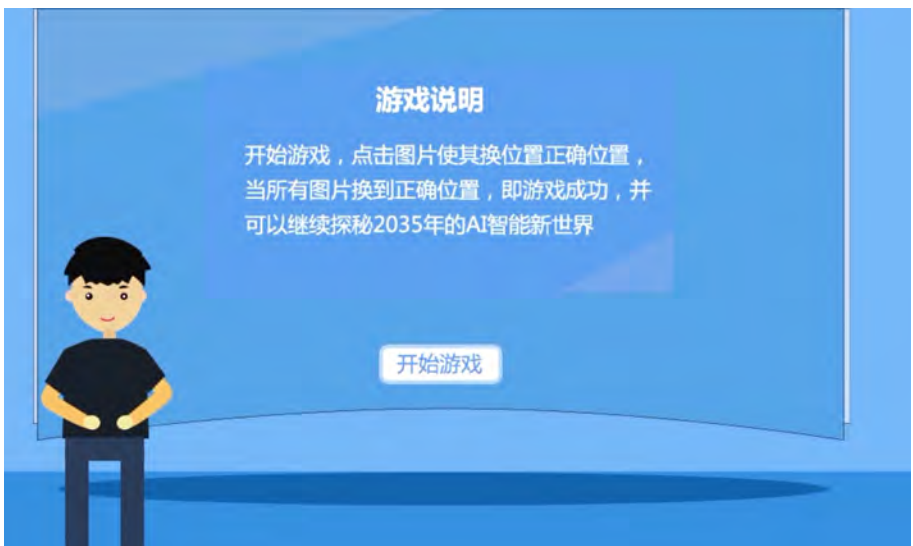 游戏说明
开始游戏，点击图片使其换位置正确位置，
当所有图片换到正确位置，即游戏成功，并
可以继续探秘2035年的AI智能新世界
开始游戏